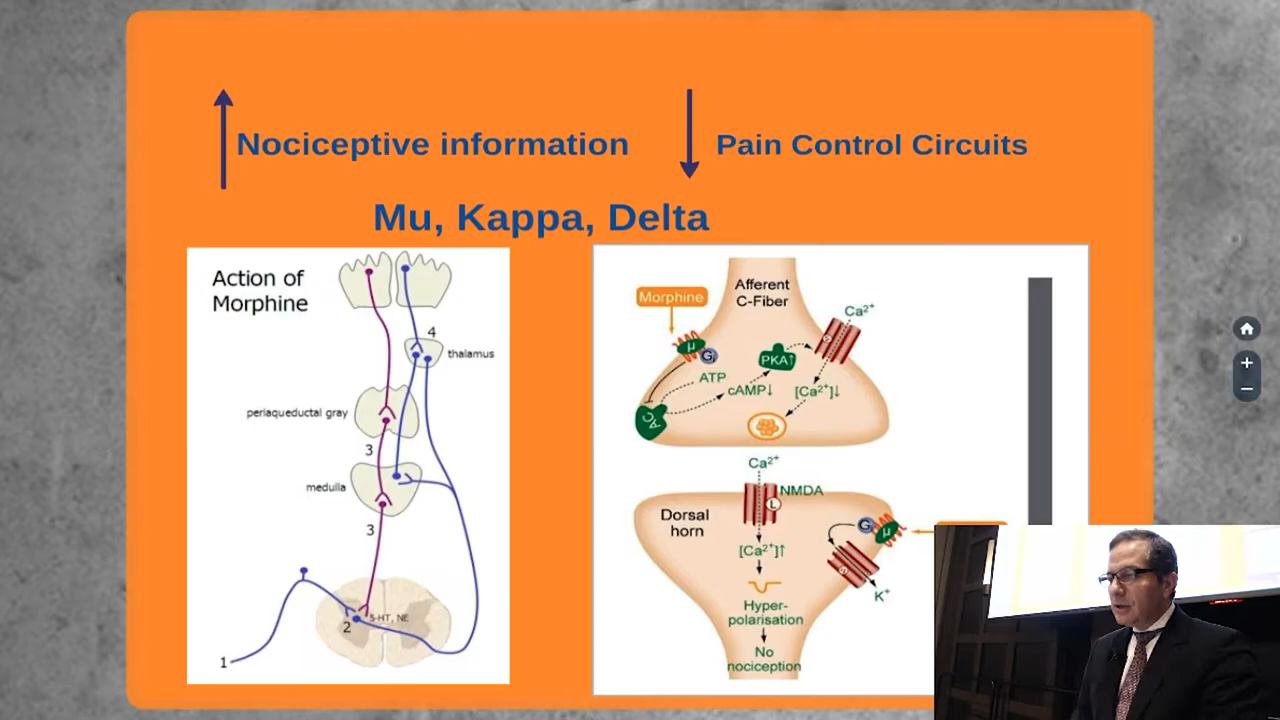 Nociceptive information
Pain Control Circuits
Mu, Kappa, Delta
Action of
Morphine
4
thalamus
periaqueductal gray
3
medulla
3
5-HT, NE
2
1
Afferent
C-Fiber
Morphine
Ca²⁺
μ
G
PKA↑
ATP
cAMP↓
[Ca²⁺]↓
AC
Ca²⁺
NMDA
L
Dorsal
horn
G
μ
[Ca²⁺]↑
K⁺
Hyper-
polarisation
No
nociception